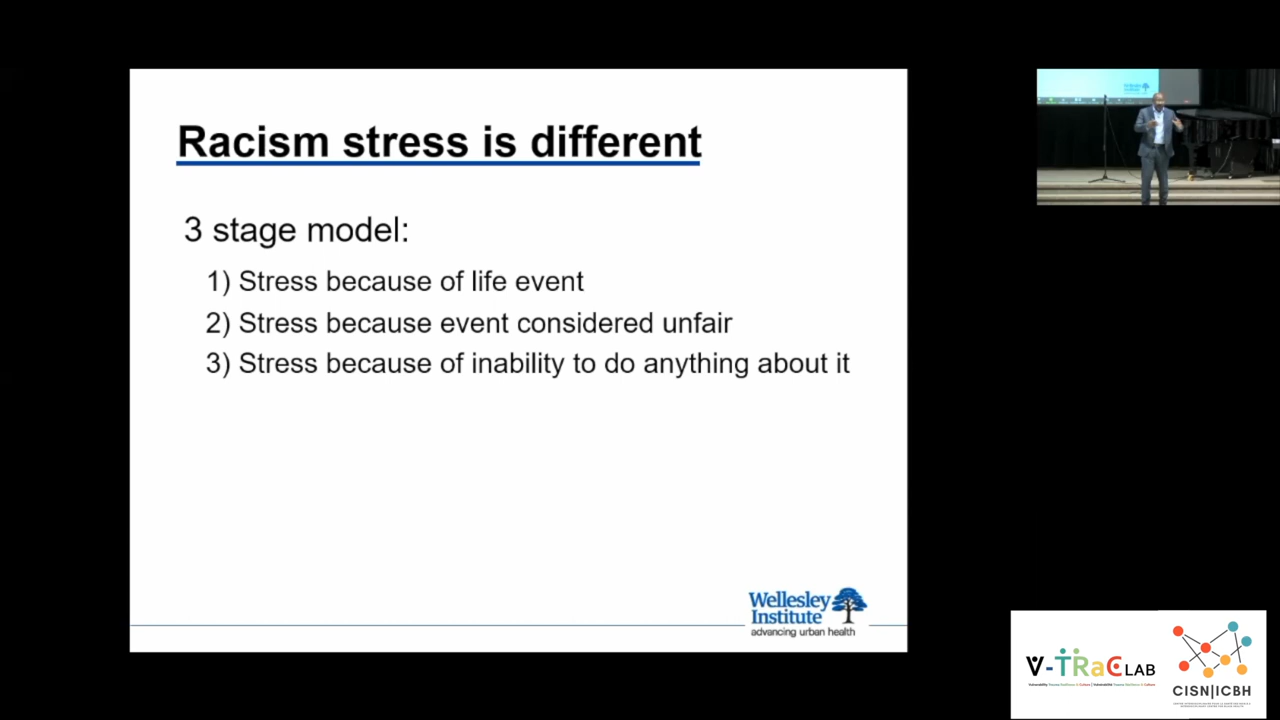 Racism stress is different
3 stage model:
1) Stress because of life event
2) Stress because event considered unfair
3) Stress because of inability to do anything about it
Wellesley
Institute
advancing urban health
V-TRaC LAB
CISN|ICBH